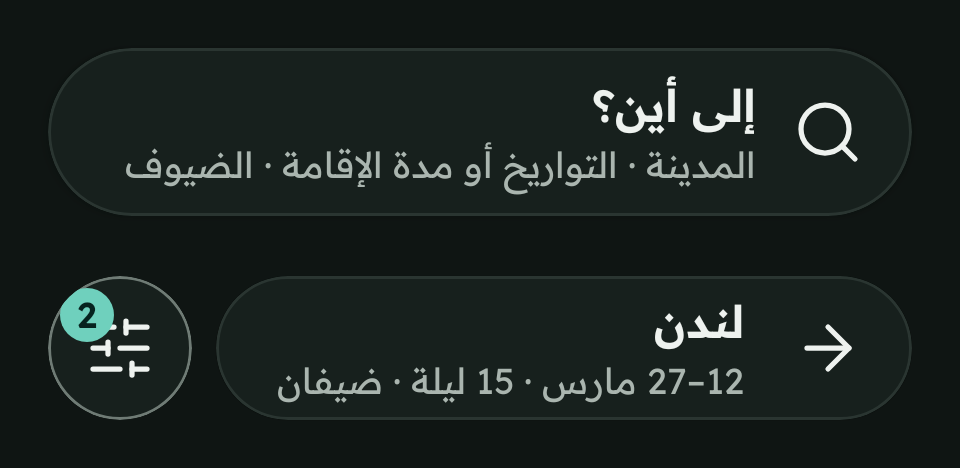 إلى أين؟
المدينة · التواريخ أو مدة الإقامة · الضيوف
لندن
12–27 مارس · 15 ليلة · ضيفان
2